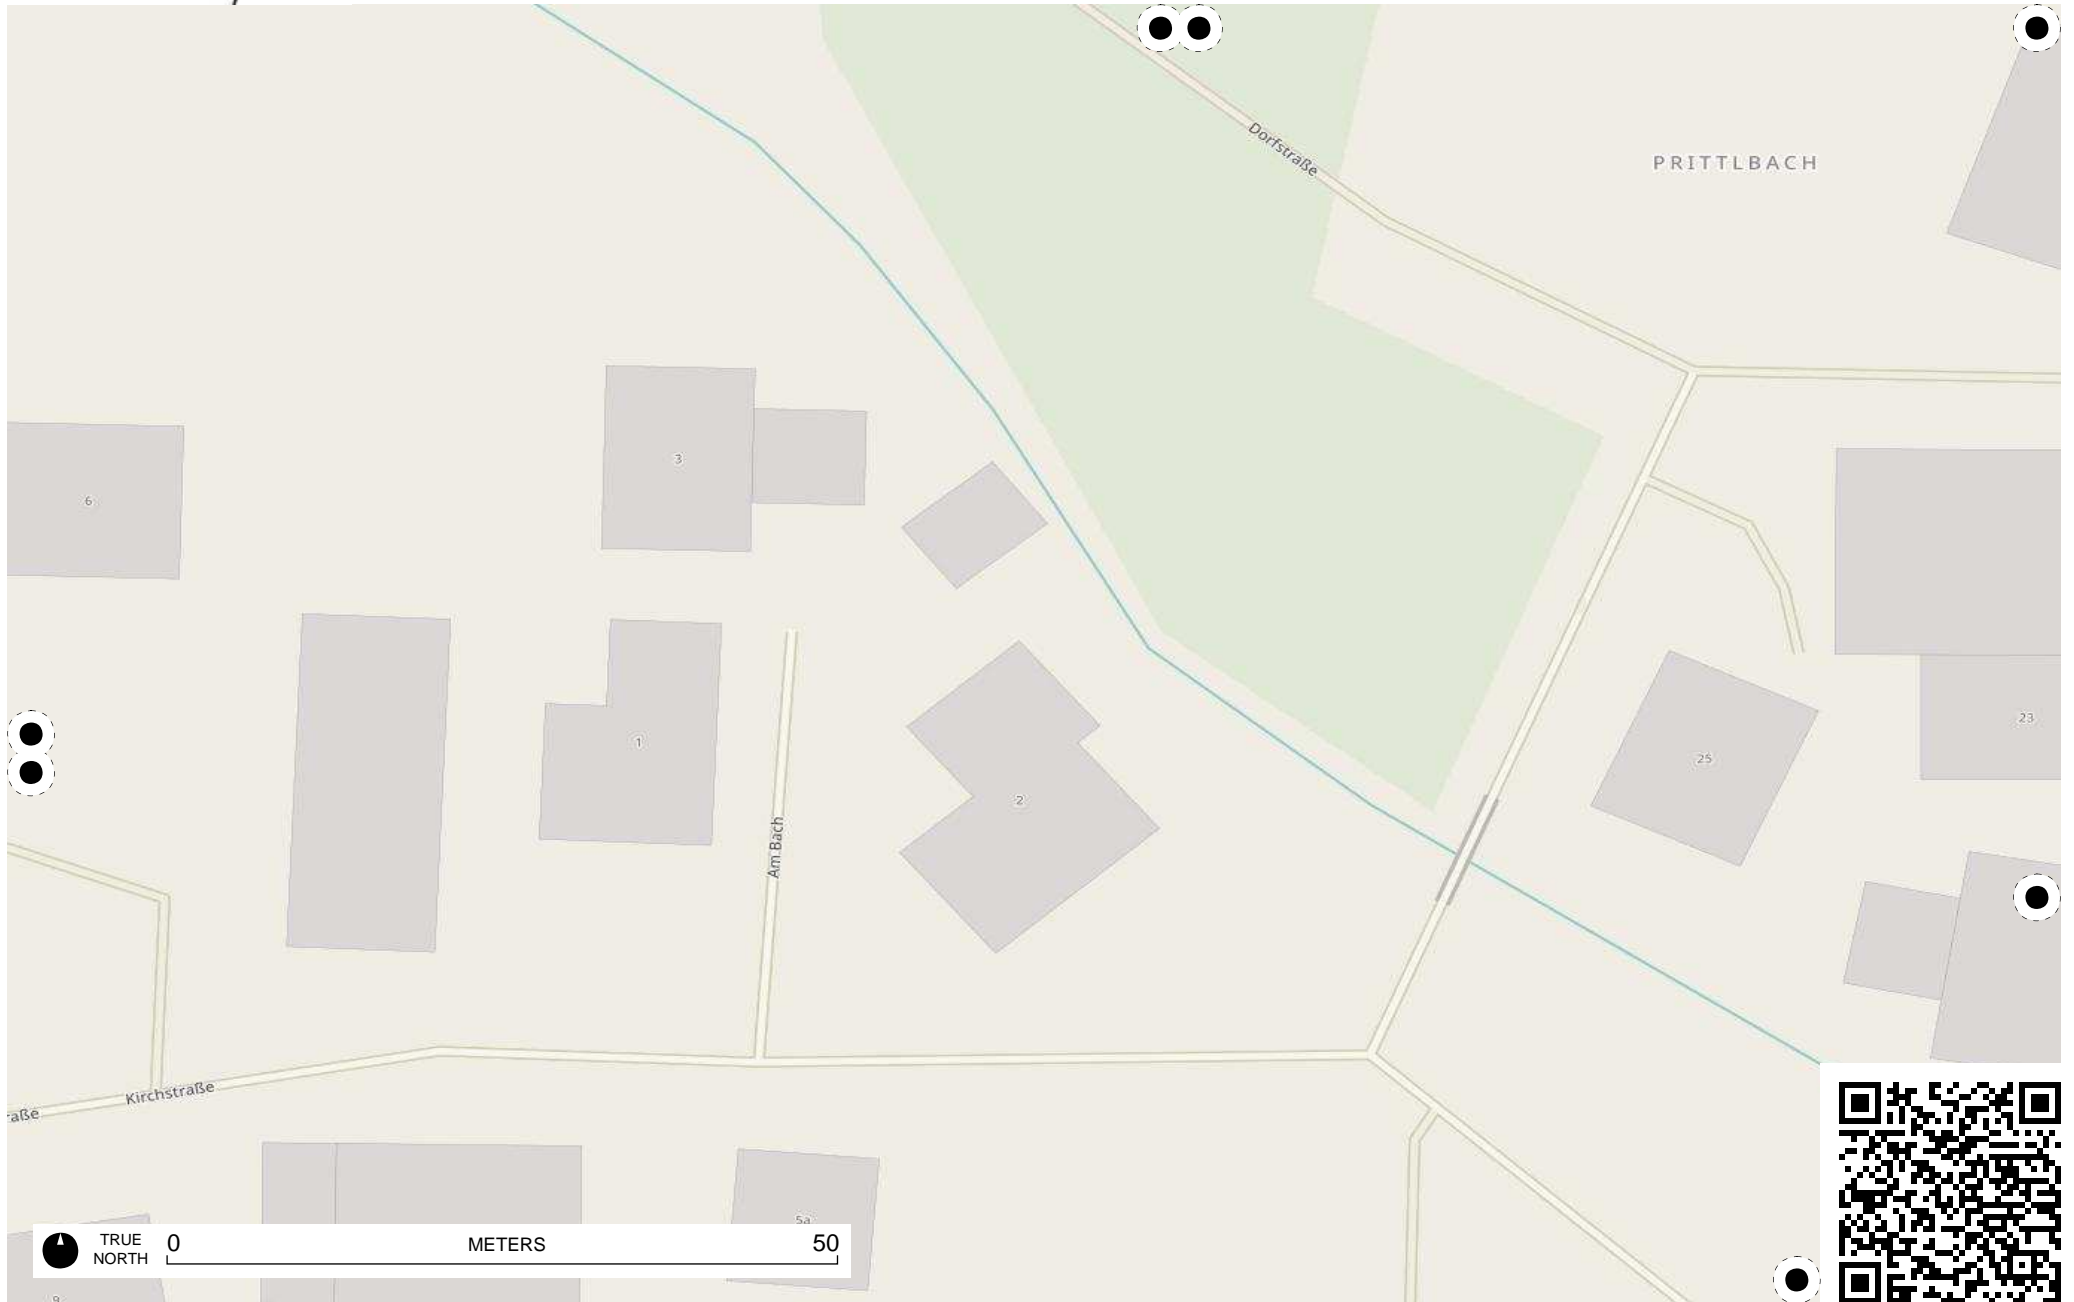 Dorfstraße
PRITTLBACH
3
6
1
2
23
25
Am Bach
Kirchstraße
raße
5a
TRUE
NORTH
0
METERS
50